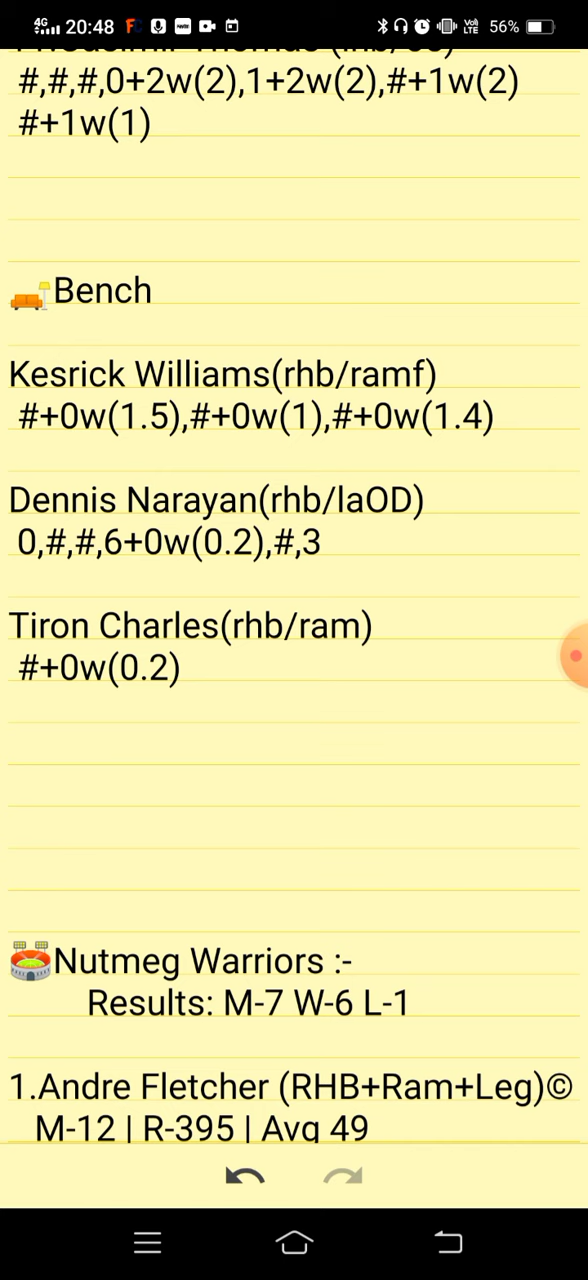 4G 20:48 Vo) LTE 56%
#,#,#,0+2w(2),1+2w(2),#+1w(2)
#+1w(1)
🛋Bench
Kesrick Williams(rhb/ramf)
#+0w(1.5),#+0w(1),#+0w(1.4)
Dennis Narayan(rhb/laOD)
0,#,#,6+0w(0.2),#,3
Tiron Charles(rhb/ram)
#+0w(0.2)
🏟Nutmeg Warriors :-
Results: M-7 W-6 L-1
1.Andre Fletcher (RHB+Ram+Leg)©
M-12 | R-395 | Avg 49